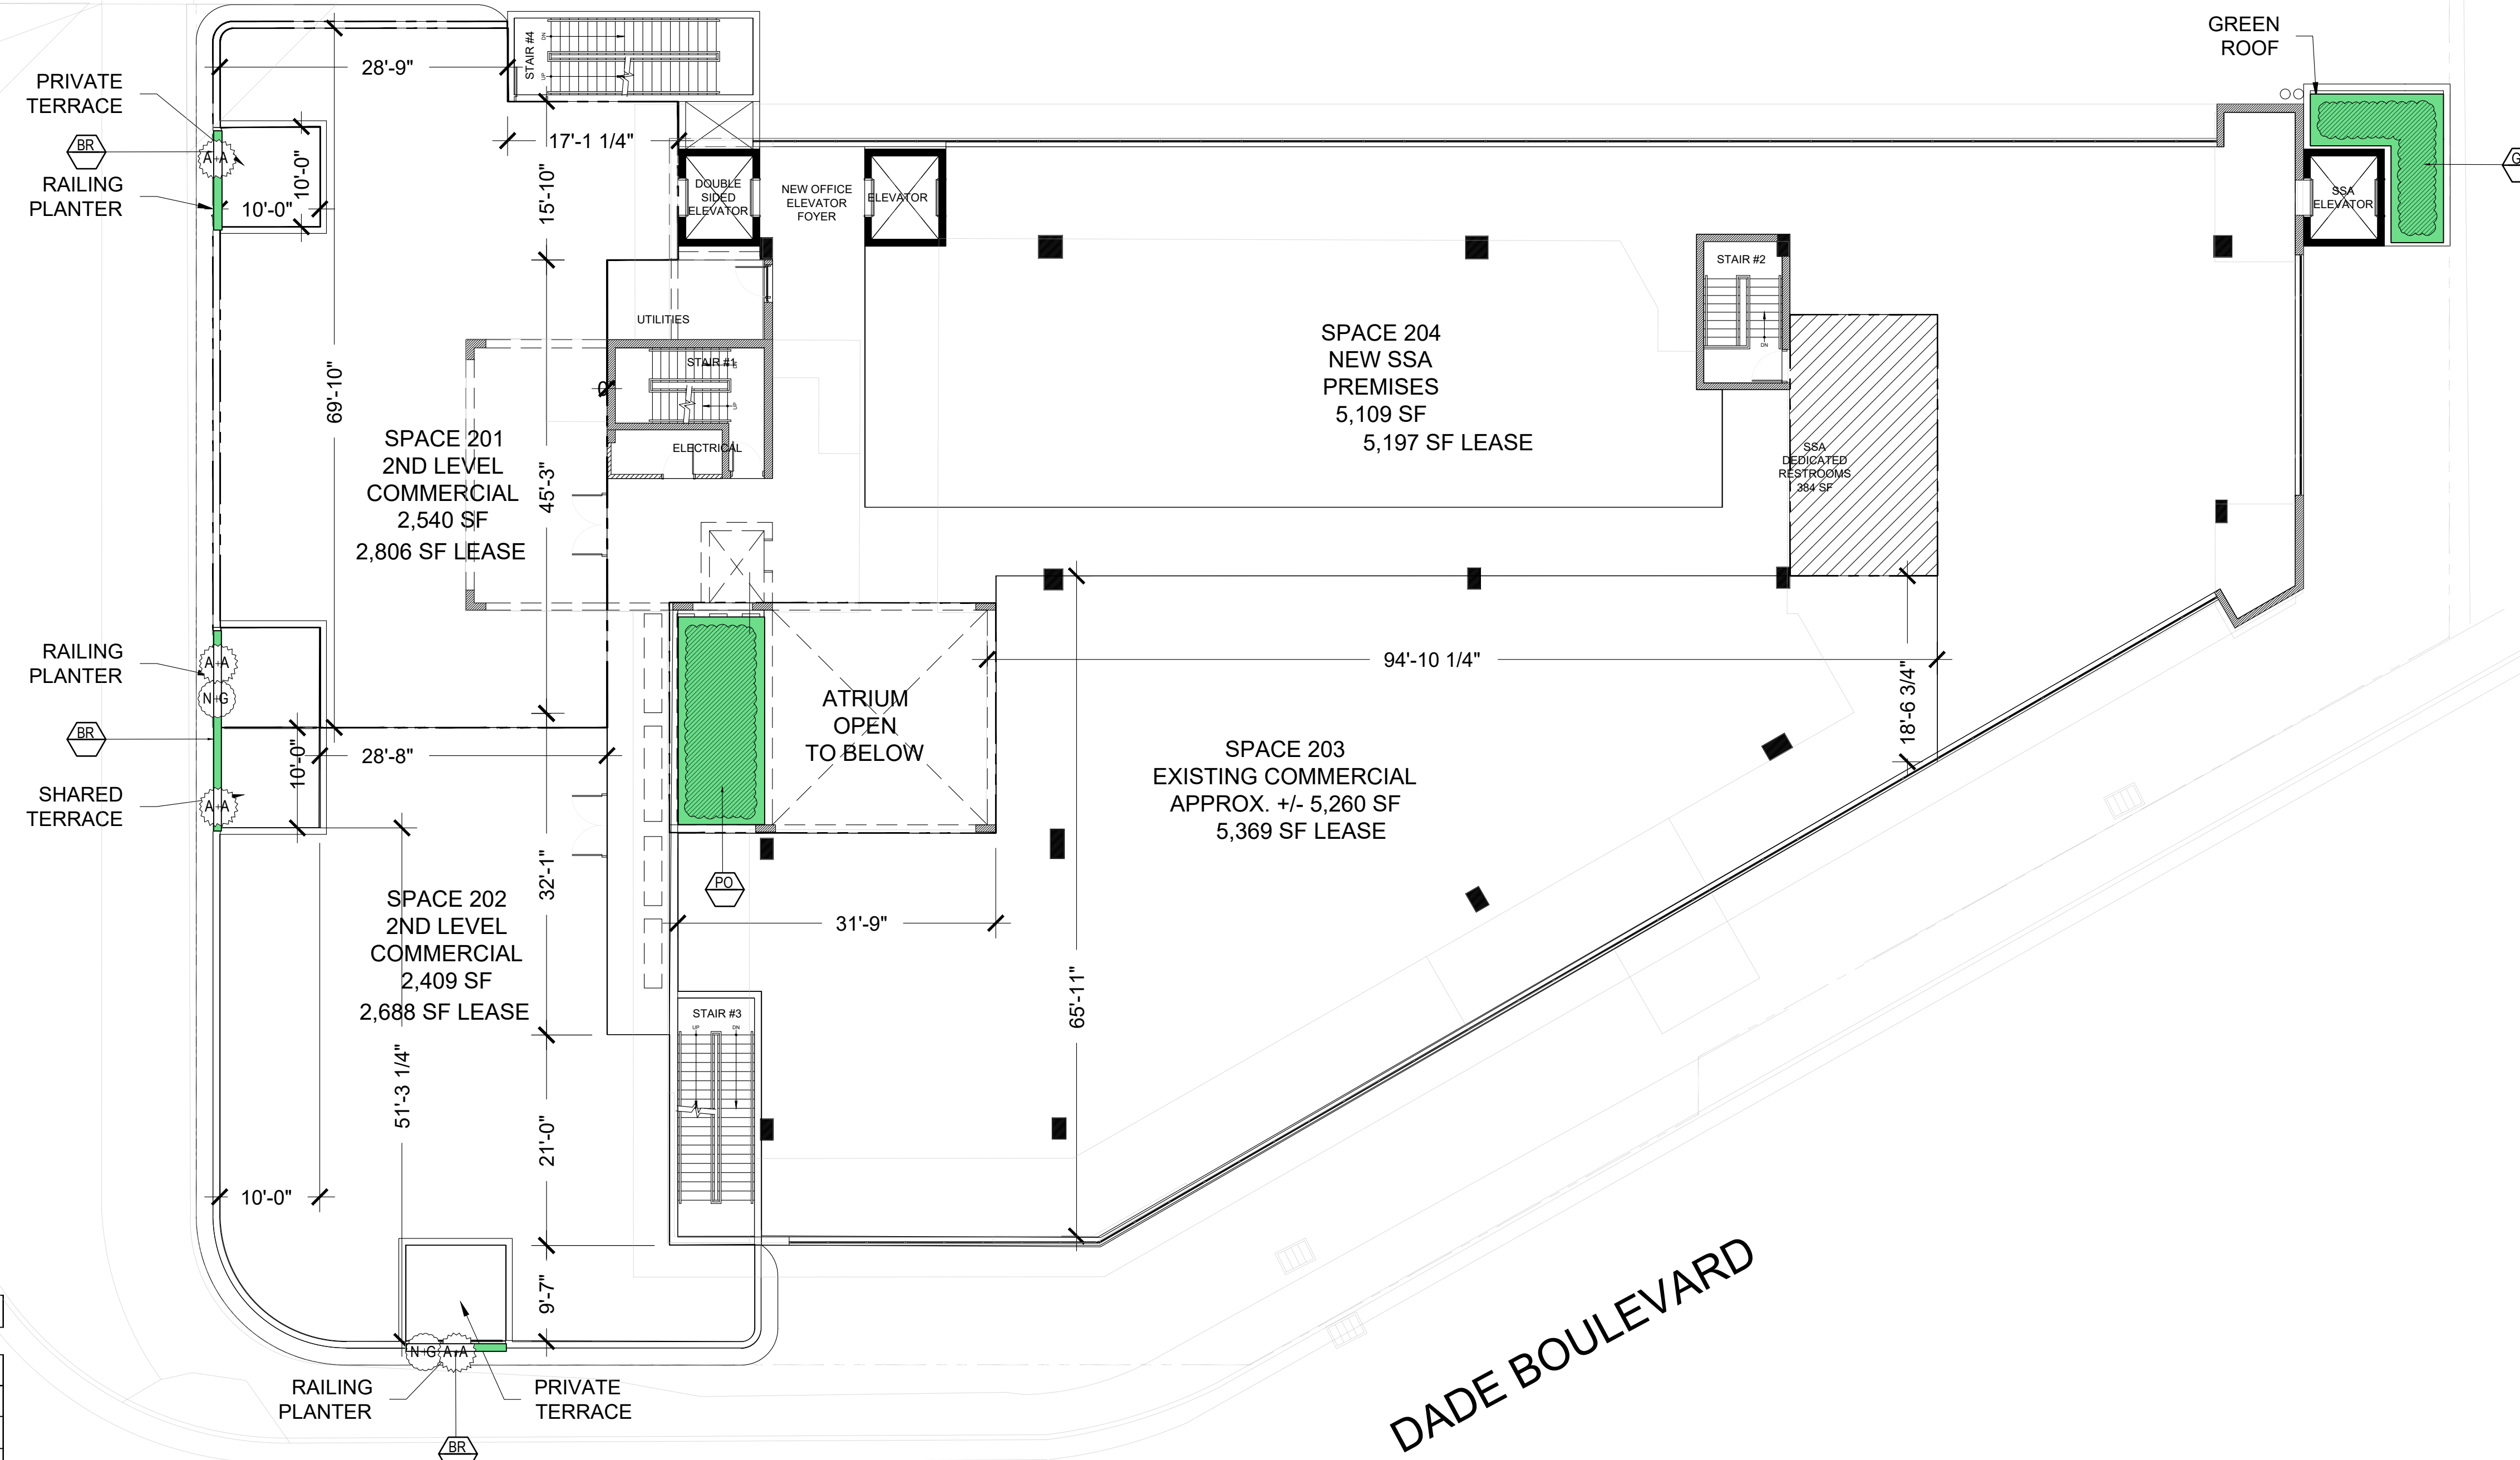 GREEN
ROOF
STAIR #4
DN
UP
28'-9"
PRIVATE
TERRACE
BR
A+A
RAILING
PLANTER
10'-0"
10'-0"
17'-1 1/4"
15'-10"
DOUBLE
SIDED
ELEVATOR
NEW OFFICE
ELEVATOR
FOYER
ELEVATOR
SSA
ELEVATOR
G
STAIR #2
DN
UTILITIES
STAIR #1
UP
ELECTRICAL
69'-10"
45'-3"
SPACE 201
2ND LEVEL
COMMERCIAL
2,540 SF
2,806 SF LEASE
SPACE 204
NEW SSA
PREMISES
5,109 SF
5,197 SF LEASE
SSA
DEDICATED
RESTROOMS
384 SF
RAILING
PLANTER
A+A
N+G
BR
SHARED
TERRACE
A+A
10'-0"
28'-8"
ATRIUM
OPEN
TO BELOW
94'-10 1/4"
18'-6 3/4"
SPACE 203
EXISTING COMMERCIAL
APPROX. +/- 5,260 SF
5,369 SF LEASE
PO
31'-9"
65'-11"
32'-1"
SPACE 202
2ND LEVEL
COMMERCIAL
2,409 SF
2,688 SF LEASE
STAIR #3
UP
DN
51'-3 1/4"
21'-0"
10'-0"
9'-7"
N+G
A+A
RAILING
PLANTER
PRIVATE
TERRACE
BR
DADE BOULEVARD